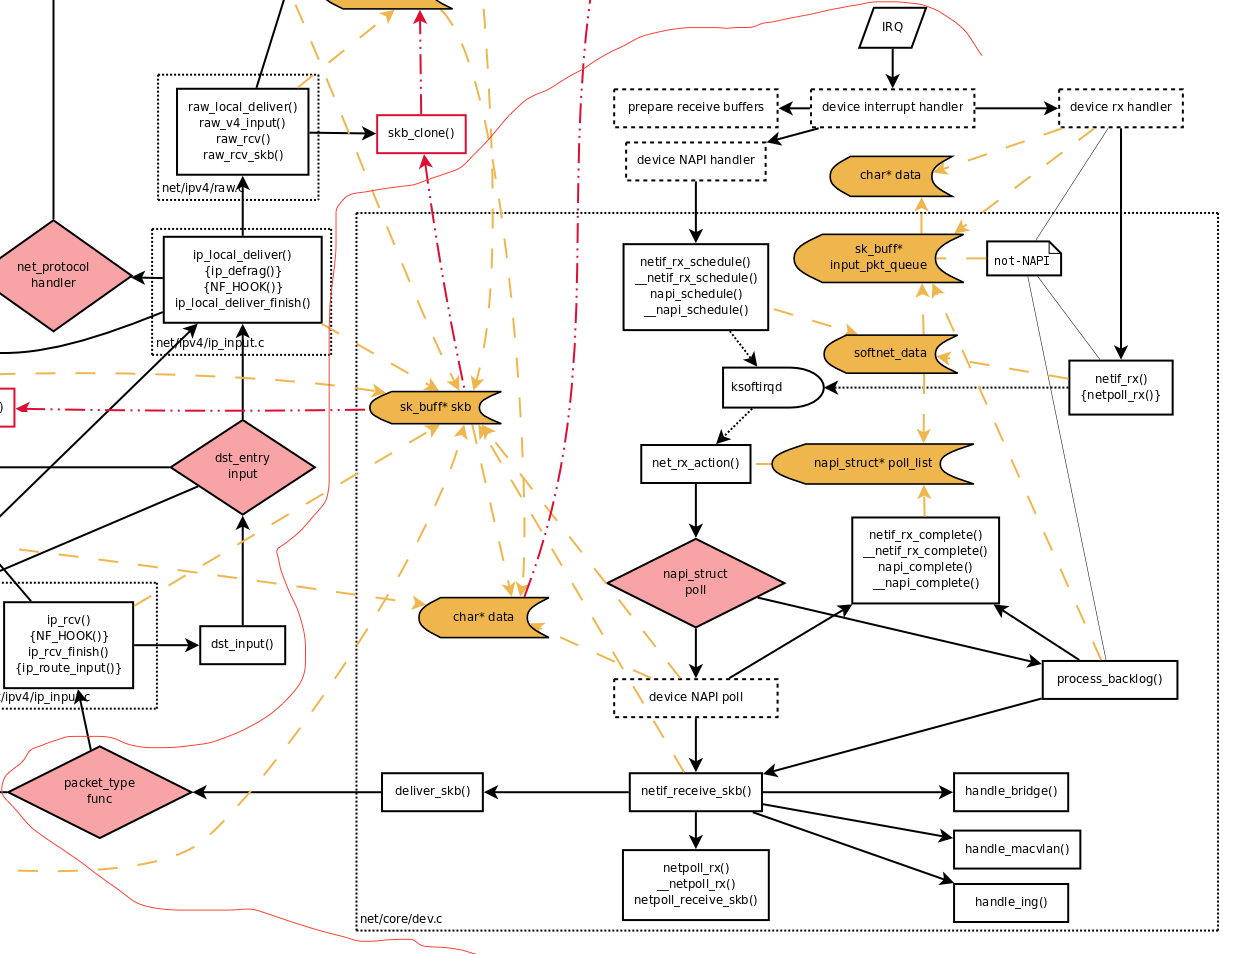 IRQ
raw_local_deliver()
raw_v4_input()
raw_rcv()
raw_rcv_skb()
net/ipv4/raw.c
skb_clone()
prepare receive buffers
device interrupt handler
device rx handler
device NAPI handler
char* data
net_protocol
handler
ip_local_deliver()
{ip_defrag()}
{NF_HOOK()}
ip_local_deliver_finish()
net/ipv4/ip_input.c
netif_rx_schedule()
__netif_rx_schedule()
napi_schedule()
__napi_schedule()
sk_buff*
input_pkt_queue
not-NAPI
softnet_data
ksoftirqd
netif_rx()
{netpoll_rx()}
)
sk_buff* skb
dst_entry
input
net_rx_action()
napi_struct* poll_list
netif_rx_complete()
__netif_rx_complete()
napi_complete()
__napi_complete()
napi_struct
poll
ip_rcv()
{NF_HOOK()}
ip_rcv_finish()
{ip_route_input()}
/ipv4/ip_input.c
dst_input()
char* data
device NAPI poll
process_backlog()
packet_type
func
deliver_skb()
netif_receive_skb()
handle_bridge()
handle_macvlan()
handle_ing()
netpoll_rx()
__netpoll_rx()
netpoll_receive_skb()
net/core/dev.c